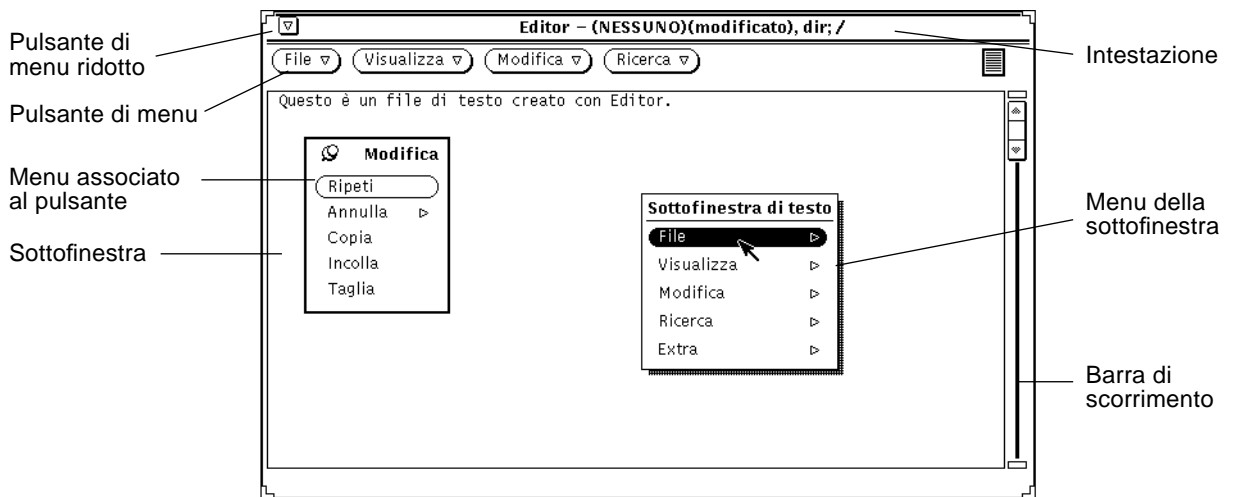 Pulsante di
menu ridotto
Pulsante di menu
Menu associato
al pulsante
Sottofinestra
Editor – (NESSUNO)(modificato), dir; /
File
Visualizza
Modifica
Ricerca
Questo è un file di testo creato con Editor.
Modifica
Ripeti
Annulla
Copia
Incolla
Taglia
Sottofinestra di testo
File
Visualizza
Modifica
Ricerca
Extra
Intestazione
Menu della
sottofinestra
Barra di
scorrimento